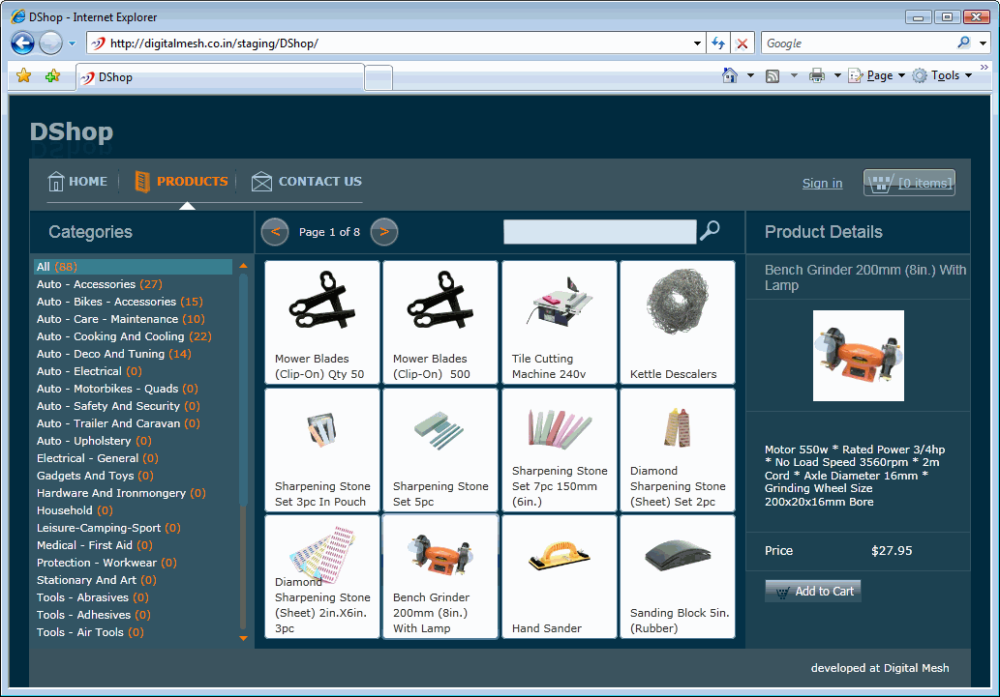 DShop - Internet Explorer
http://digitalmesh.co.in/staging/DShop/
Google
DShop
Page
Tools
DShop
HOME
PRODUCTS
CONTACT US
Sign in
[0 items]
Categories
Page 1 of 8
Product Details
All (88)
Auto - Accessories (27)
Auto - Bikes - Accessories (15)
Auto - Care - Maintenance (10)
Auto - Cooking And Cooling (22)
Auto - Deco And Tuning (14)
Auto - Electrical (0)
Auto - Motorbikes - Quads (0)
Auto - Safety And Security (0)
Auto - Trailer And Caravan (0)
Auto - Upholstery (0)
Electrical - General (0)
Gadgets And Toys (0)
Hardware And Ironmongery (0)
Household (0)
Leisure-Camping-Sport (0)
Medical - First Aid (0)
Protection - Workwear (0)
Stationary And Art (0)
Tools - Abrasives (0)
Tools - Adhesives (0)
Tools - Air Tools (0)
Mower Blades
(Clip-On) Qty 50
Mower Blades
(Clip-On) 500
Tile Cutting
Machine 240v
Kettle Descalers
Sharpening Stone
Set 3pc In Pouch
Sharpening Stone
Set 5pc
Sharpening Stone
Set 7pc 150mm
(6in.)
Diamond
Sharpening Stone
(Sheet) Set 2pc
Diamond
Sharpening Stone
(Sheet) 2in.X6in.
3pc
Bench Grinder
200mm (8in.)
With Lamp
Hand Sander
Sanding Block 5in.
(Rubber)
Bench Grinder 200mm (8in.) With
Lamp
Motor 550w * Rated Power 3/4hp
* No Load Speed 3560rpm * 2m
Cord * Axle Diameter 16mm *
Grinding Wheel Size
200x20x16mm Bore
Price
$27.95
Add to Cart
developed at Digital Mesh